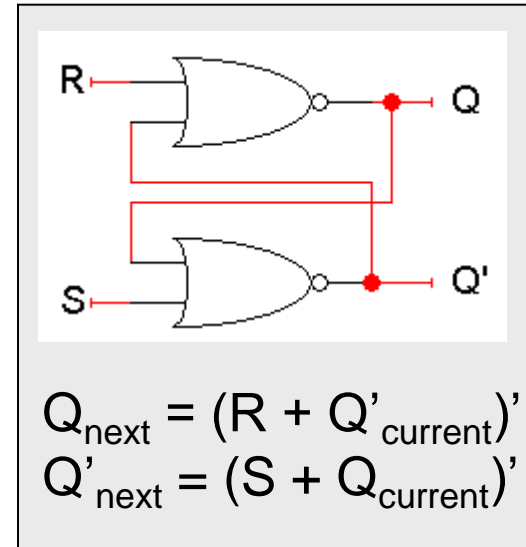 R
Q
S
Q'
Qnext = (R + Q’current)’
Q’next = (S + Qcurrent)’